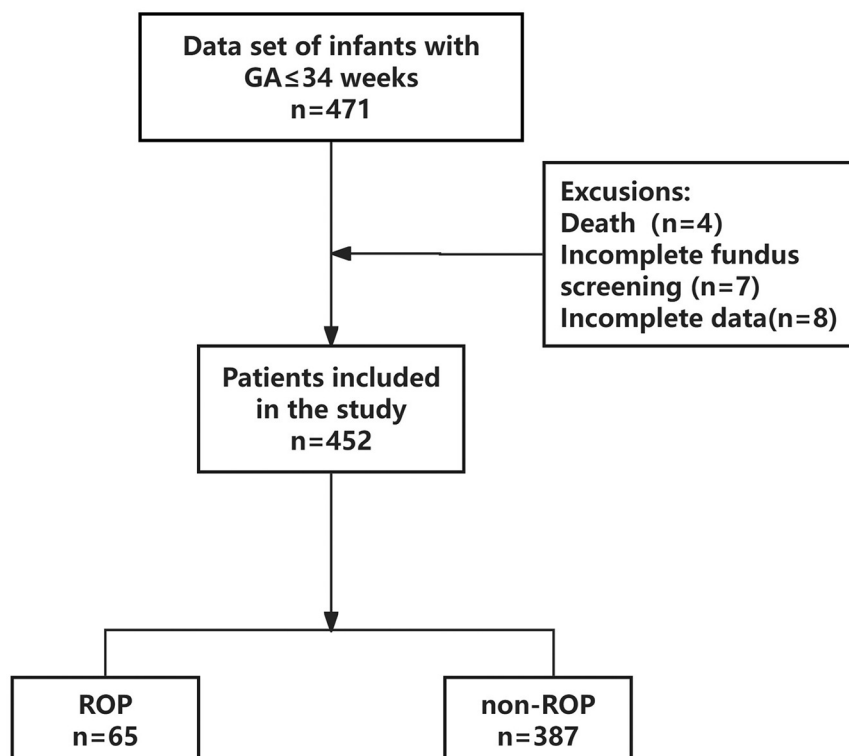 Data set of infants with
GA≤34 weeks
n=471
Excusions:
Death (n=4)
Incomplete fundus
screening (n=7)
Incomplete data(n=8)
Patients included
in the study
n=452
ROP
n=65
non-ROP
n=387